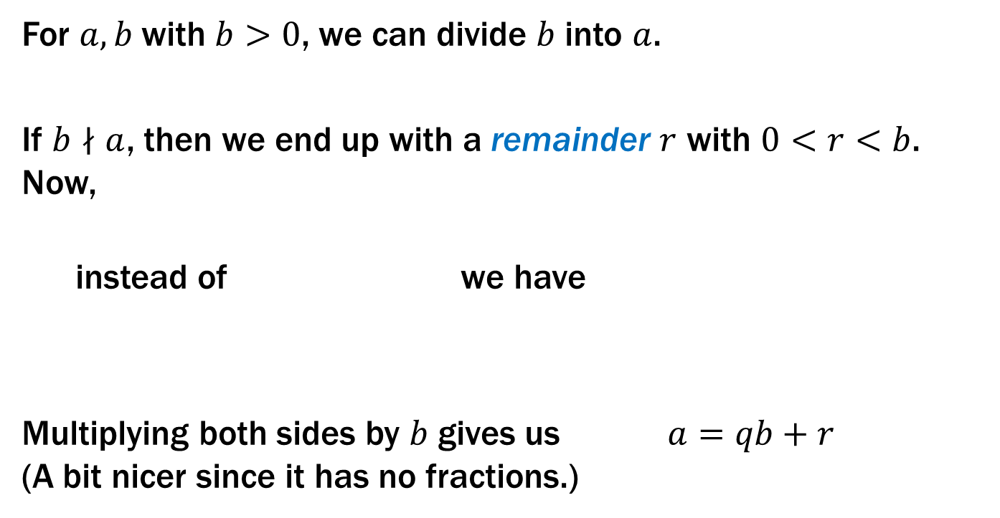 For a, b with b > 0, we can divide b into a.
If b ∤ a, then we end up with a remainder r with 0 < r < b.
Now,
instead of we have
Multiplying both sides by b gives us a = qb + r
(A bit nicer since it has no fractions.)